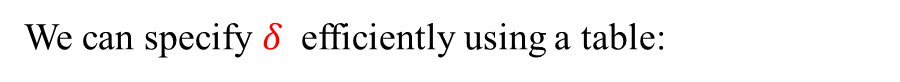 We can specify δ efficiently using a table: